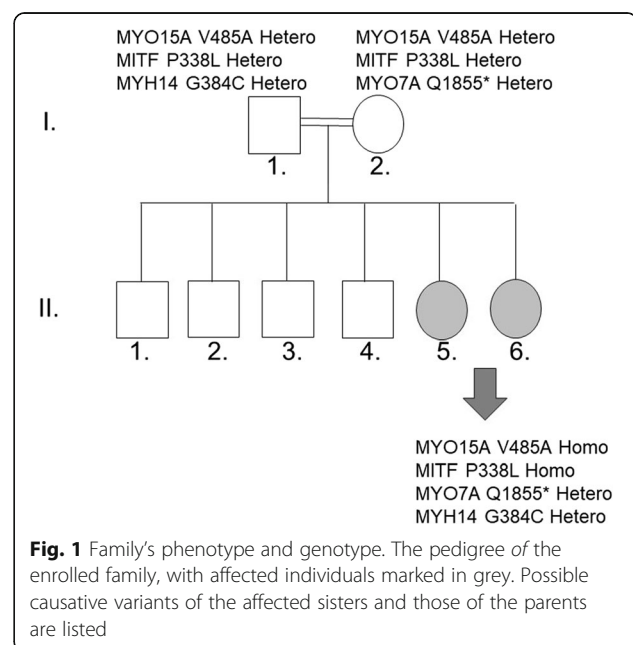 MYO15A V485A Hetero
MITF P338L Hetero
MYH14 G384C Hetero
MYO15A V485A Hetero
MITF P338L Hetero
MYO7A Q1855* Hetero
I.
1.
2.
II.
1.
2.
3.
4.
5.
6.
MYO15A V485A Homo
MITF P338L Homo
MYO7A Q1855* Hetero
MYH14 G384C Hetero
Fig. 1 Family's phenotype and genotype. The pedigree of the
enrolled family, with affected individuals marked in grey. Possible
causative variants of the affected sisters and those of the parents
are listed